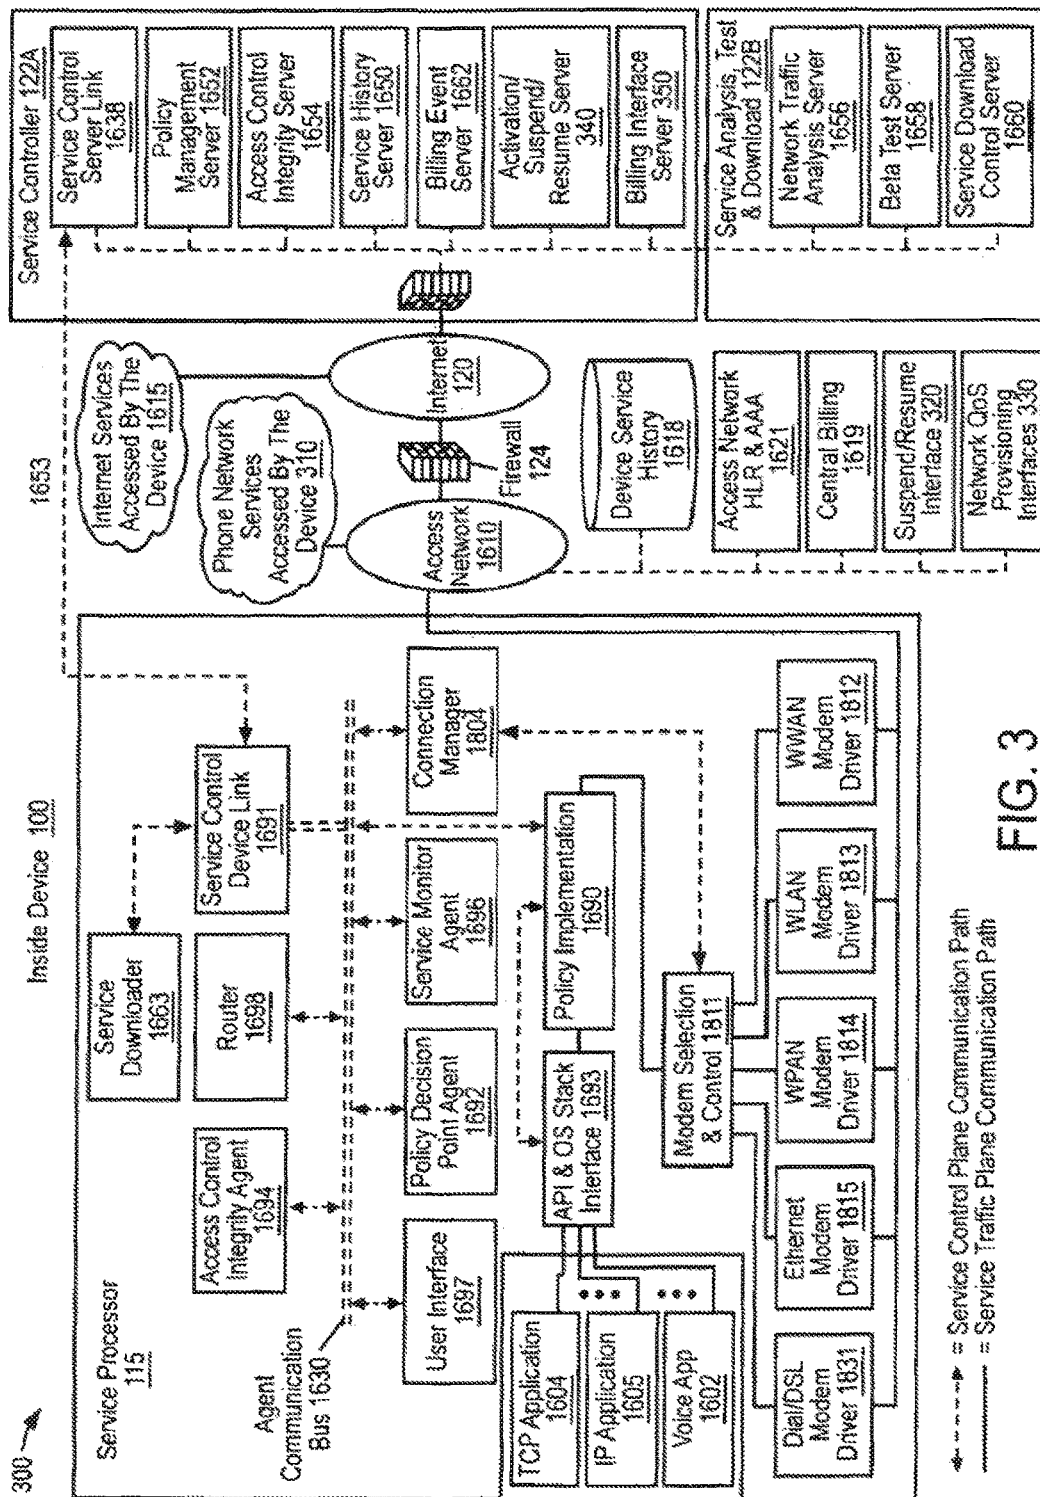 300
Inside Device 100
Service Processor
115
Service
Downloader
1663
Access Control
Integrity Agent
1694
Router
1698
Service Control
Device Link
1691
1653
Agent
Communication
Bus 1630
User Interface
1697
Policy Decision
Point Agent
1692
Service Monitor
Agent
1696
Connection
Manager
1804
TCP Application
1604
IP Application
1605
Voice App
1602
API & OS Stack
Interface 1693
Policy Implementation
1690
Modem Selection
& Control 1811
Dial/DSL
Modem
Driver 1831
Ethernet
Modem
Driver 1815
WPAN
Modem
Driver 1814
WLAN
Modem
Driver 1813
WWAN
Modem
Driver 1812
Internet Services
Accessed By The
Device 1615
Phone Network
Services
Accessed By The
Device 310
Access
Network
1610
Firewall
124
Internet
120
Device Service
History
1618
Access Network
HLR & AAA
1621
Central Billing
1619
Suspend/Resume
Interface 320
Network QoS
Provisioning
Interfaces 330
Service Controller 122A
Service Control
Server Link
1638
Policy
Management
Server 1652
Access Control
Integrity Server
1654
Service History
Server 1650
Billing Event
Server 1662
Activation/
Suspend/
Resume Server
340
Billing Interface
Server 350
Service Analysis, Test
& Download 122B
Network Traffic
Analysis Server
1656
Beta Test Server
1658
Service Download
Control Server
1660
= Service Control Plane Communication Path
= Service Traffic Plane Communication Path
FIG. 3